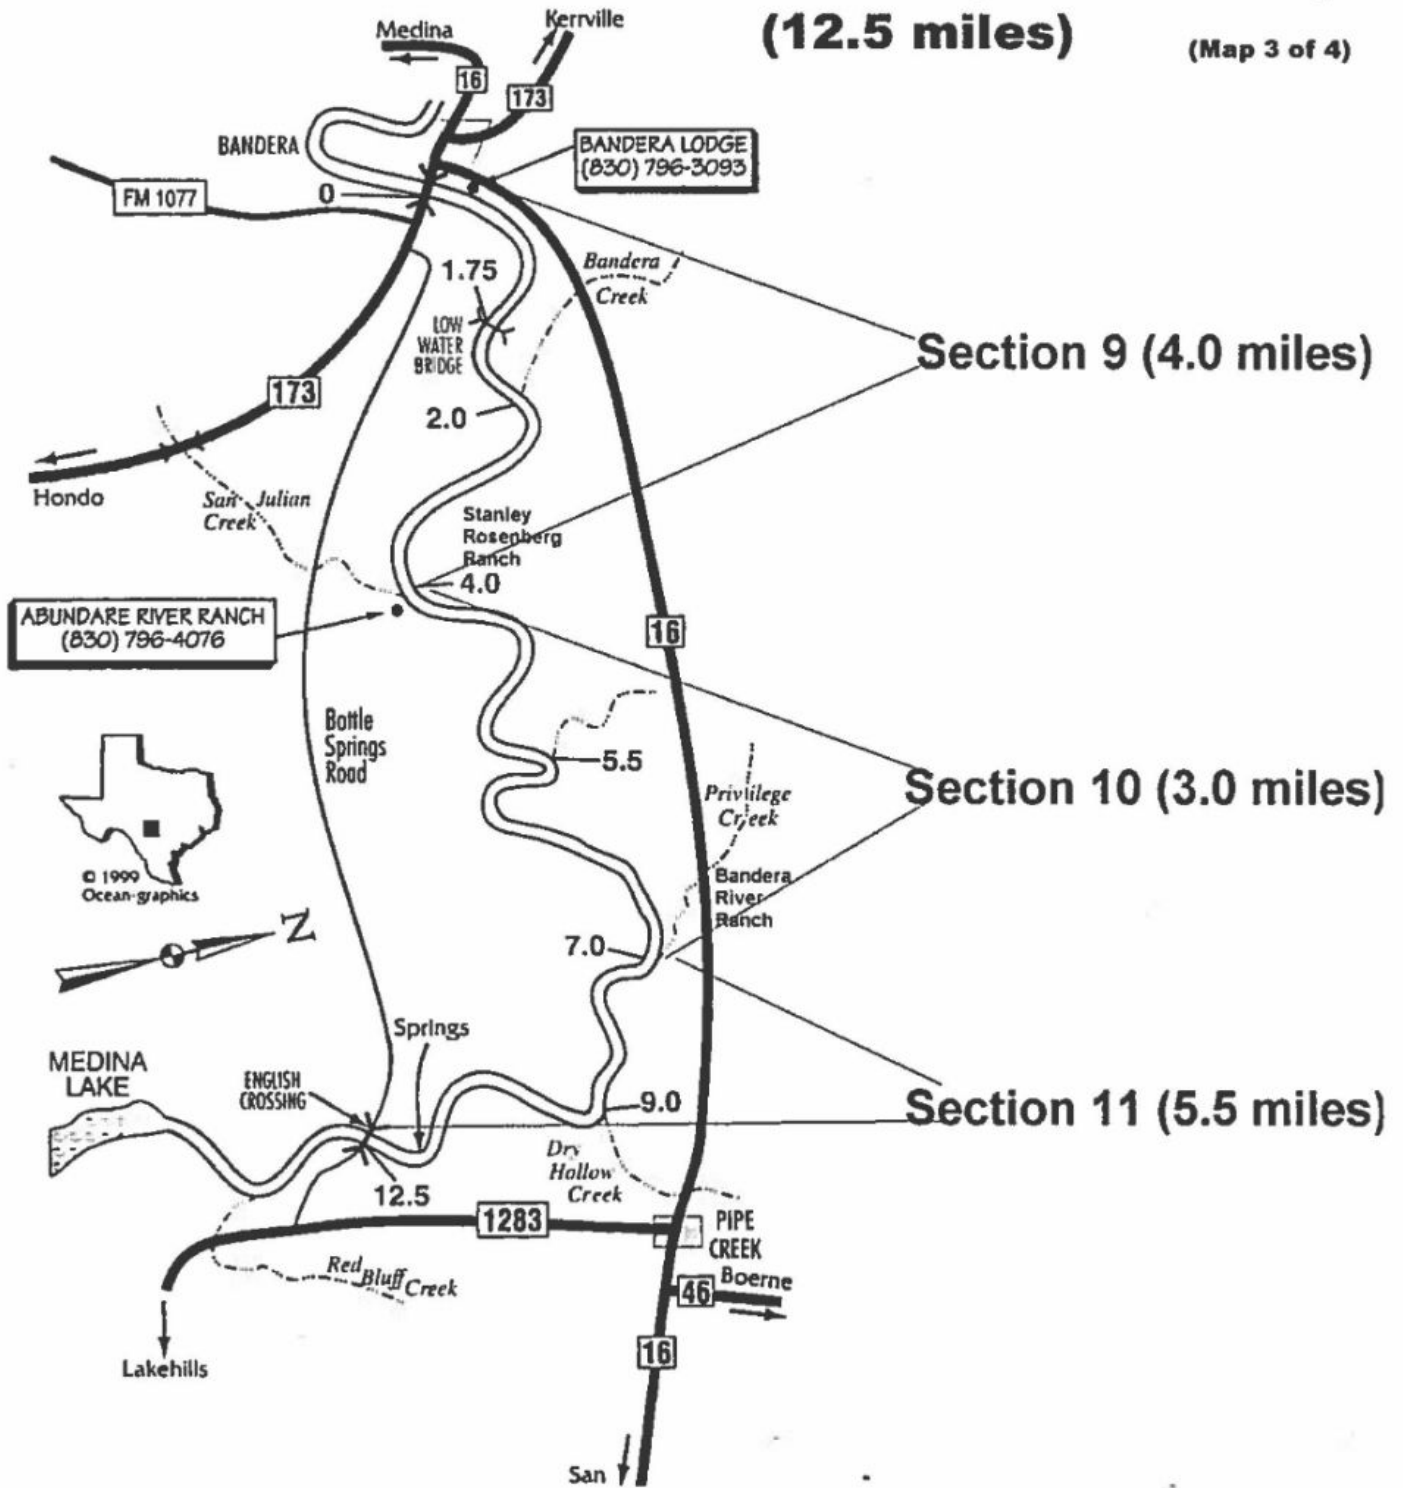 (12.5 miles)
(Map 3 of 4)
Medina
Kerrville
16
173
BANDERA
BANDERA LODGE
(830) 796-3093
FM 1077
0
1.75
Bandera
Creek
LOW
WATER
BRIDGE
Section 9 (4.0 miles)
173
2.0
Hondo
San Julian
Creek
Stanley
Rosenberg
Ranch
4.0
ABUNDARE RIVER RANCH
(830) 796-4076
16
Bottle
Springs
Road
5.5
Privilege
Creek
Section 10 (3.0 miles)
© 1999
Ocean-graphics
Bandera
River
Ranch
N
7.0
Springs
MEDINA
LAKE
ENGLISH
CROSSING
9.0
Section 11 (5.5 miles)
Dry
Hollow
Creek
12.5
1283
PIPE
CREEK
Red Bluff Creek
46
Boerne
16
Lakehills
San